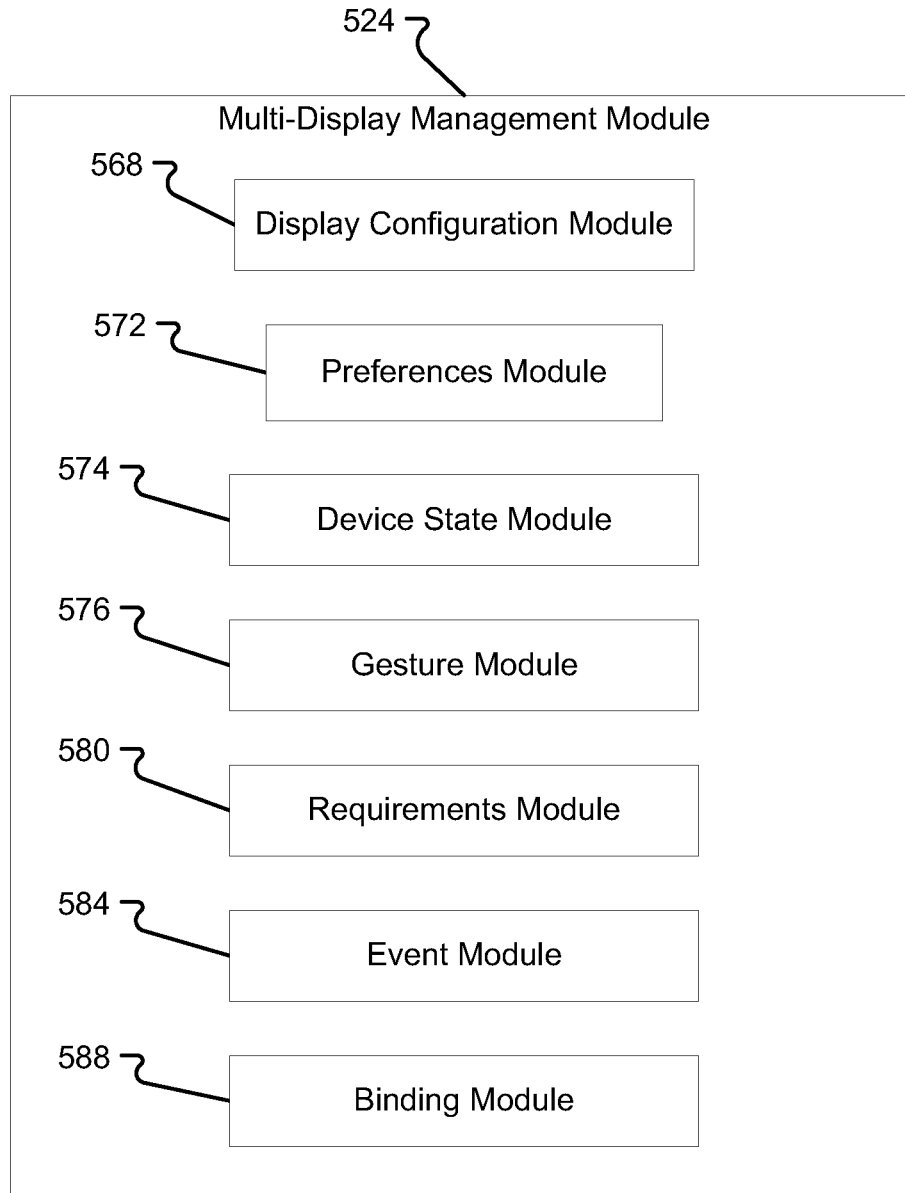 524
Multi-Display Management Module
568
Display Configuration Module
572
Preferences Module
574
Device State Module
576
Gesture Module
580
Requirements Module
584
Event Module
588
Binding Module